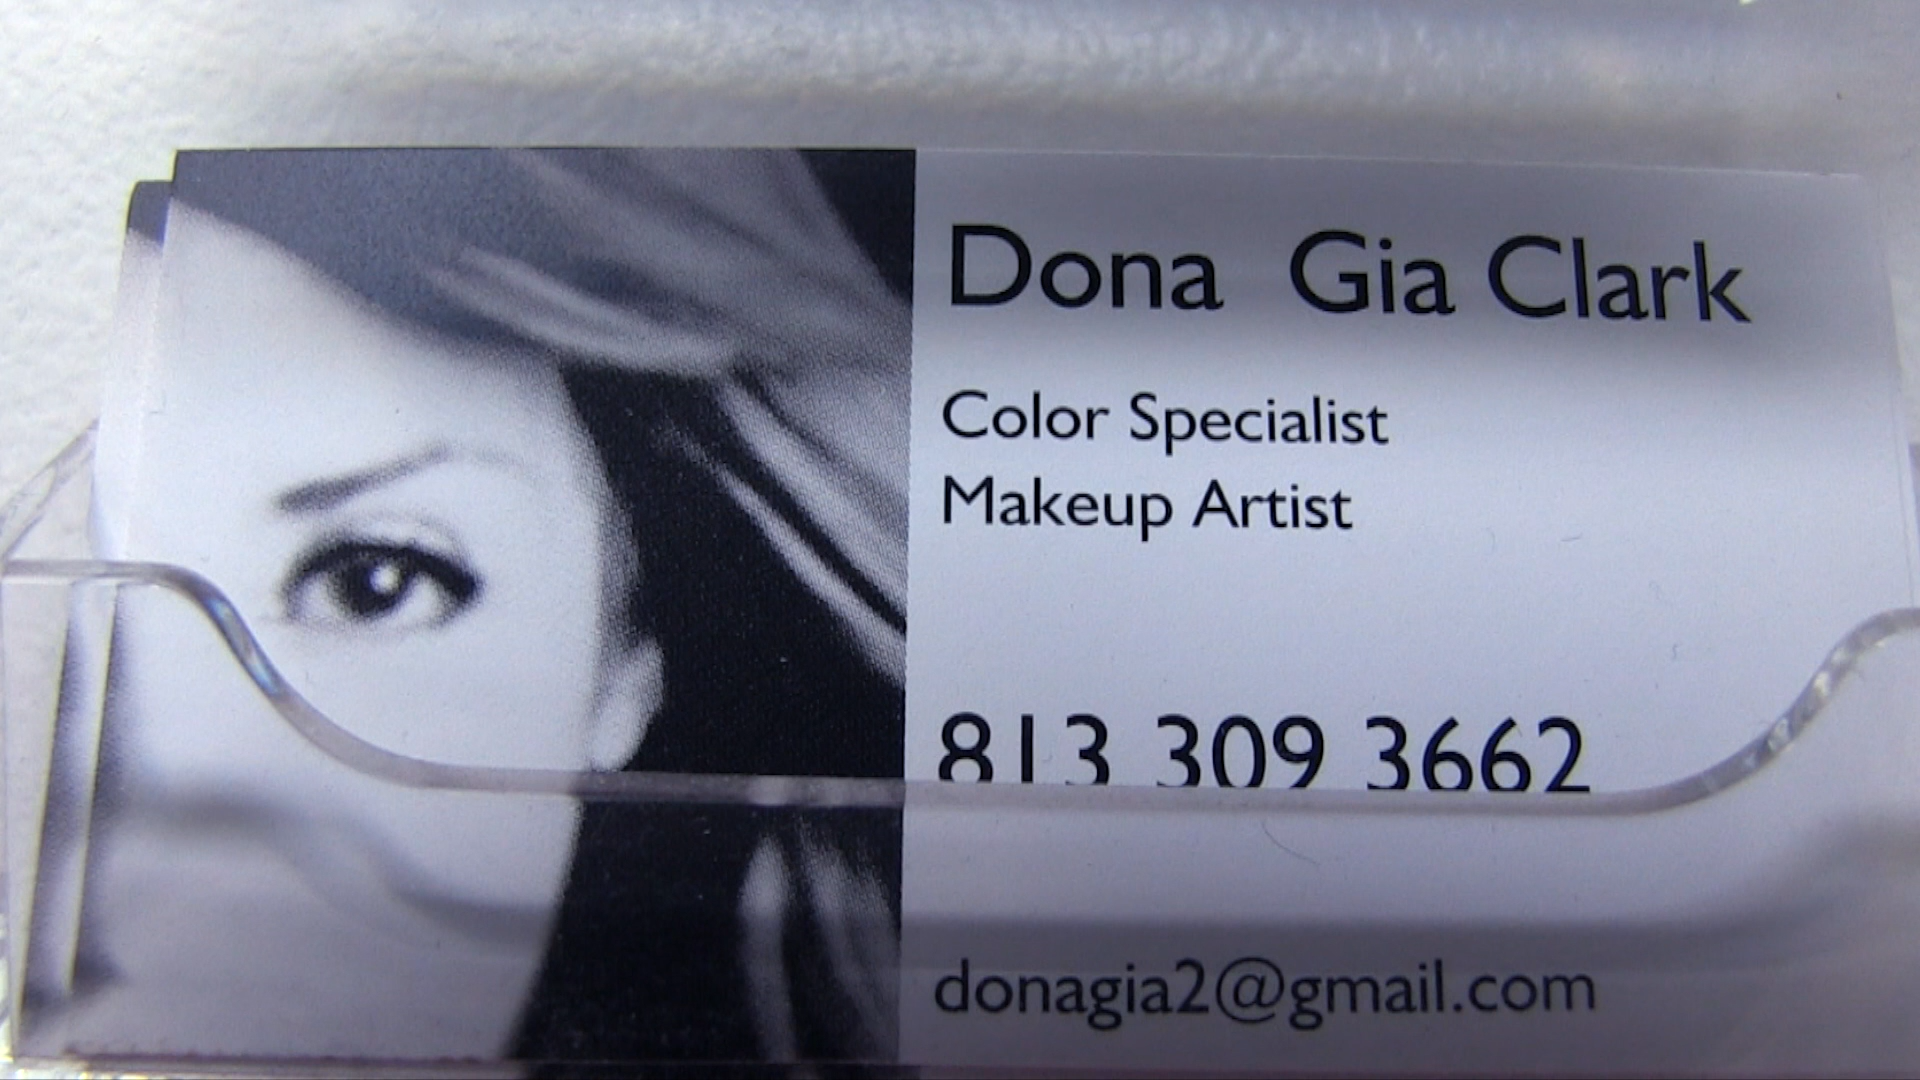 Dona Gia Clark
Color Specialist
Makeup Artist
813 309 3662
donagia2@gmail.com